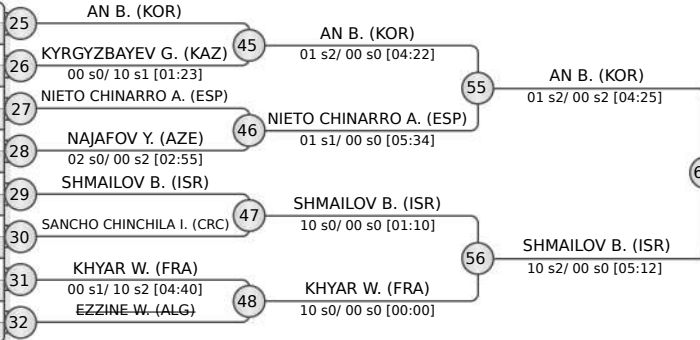 25
AN B. (KOR)
26
KYRGYZBAYEV G. (KAZ)
00 s0/ 10 s1 [01:23]
27
NIETO CHINARRO A. (ESP)
28
NAJAFOV Y. (AZE)
02 s0/ 00 s2 [02:55]
29
SHMAILOV B. (ISR)
30
SANCHO CHINCHILA I. (CRC)
31
KHYAR W. (FRA)
00 s1/ 10 s2 [04:40]
32
EZZINE W. (ALG)
45
AN B. (KOR)
01 s2/ 00 s0 [04:22]
46
NIETO CHINARRO A. (ESP)
01 s1/ 00 s0 [05:34]
47
SHMAILOV B. (ISR)
10 s0/ 00 s0 [01:10]
48
KHYAR W. (FRA)
10 s0/ 00 s0 [00:00]
55
AN B. (KOR)
01 s2/ 00 s2 [04:25]
56
SHMAILOV B. (ISR)
10 s2/ 00 s0 [05:12]